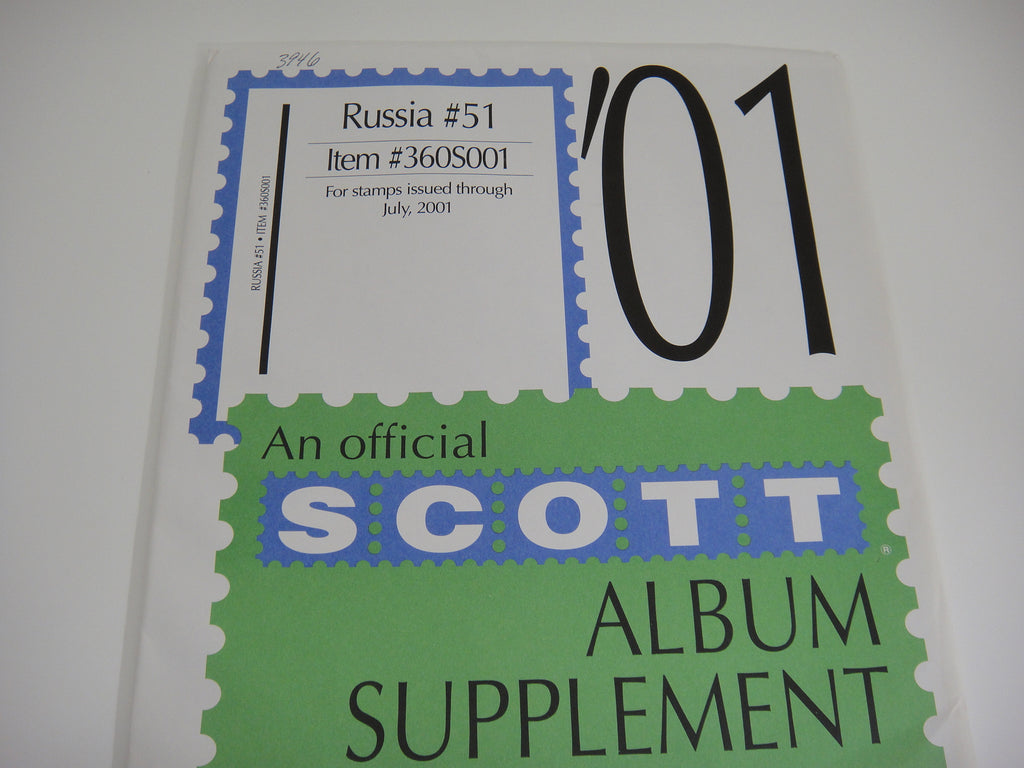 3946
Russia #51
Item #360S001
For stamps issued through
July, 2001
RUSSIA #51 • ITEM #360S001
'01
An official
SCOTT
®
ALBUM
SUPPLEMENT